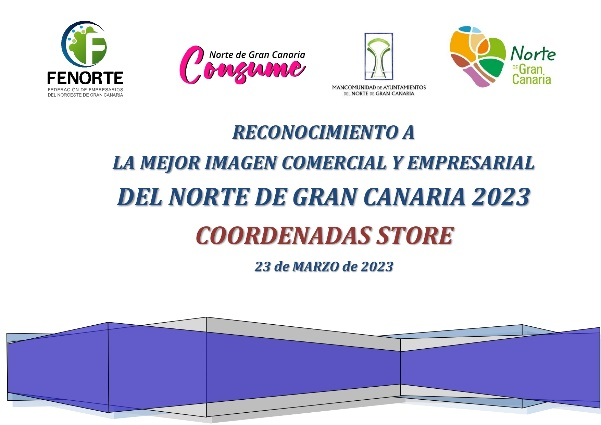 FENORTE
FEDERACIÓN DE EMPRESARIOS
DEL NOROESTE DE GRAN CANARIA
Norte de Gran Canaria
Consume
MANCOMUNIDAD DE AYUNTAMIENTOS
DEL NORTE DE GRAN CANARIA
Norte
DE Gran
Canaria
RECONOCIMIENTO A
LA MEJOR IMAGEN COMERCIAL Y EMPRESARIAL
DEL NORTE DE GRAN CANARIA 2023
COORDENADAS STORE
23 de MARZO de 2023